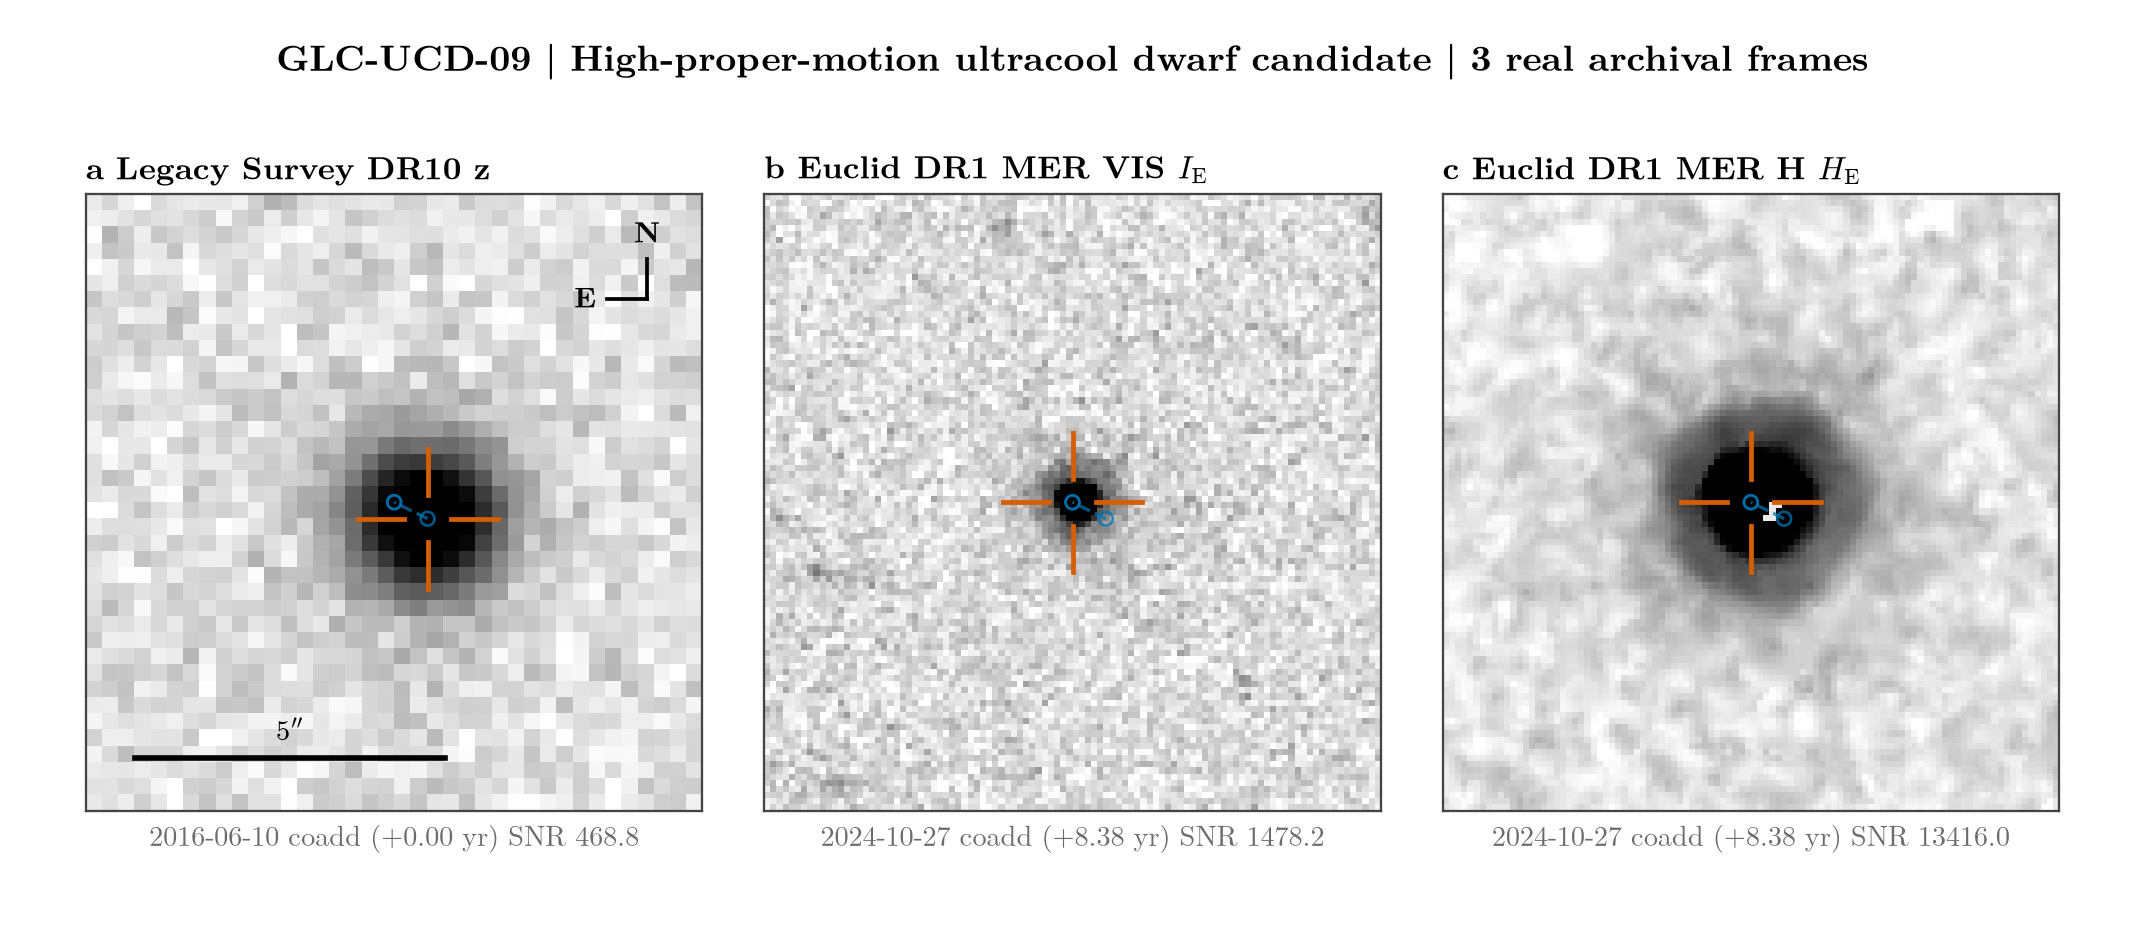 GLC-UCD-09 | High-proper-motion ultracool dwarf candidate | 3 real archival frames
a Legacy Survey DR10 z
b Euclid DR1 MER VIS I_E
c Euclid DR1 MER H H_E
N
E
5″
2016-06-10 coadd (+0.00 yr) SNR 468.8
2024-10-27 coadd (+8.38 yr) SNR 1478.2
2024-10-27 coadd (+8.38 yr) SNR 13416.0